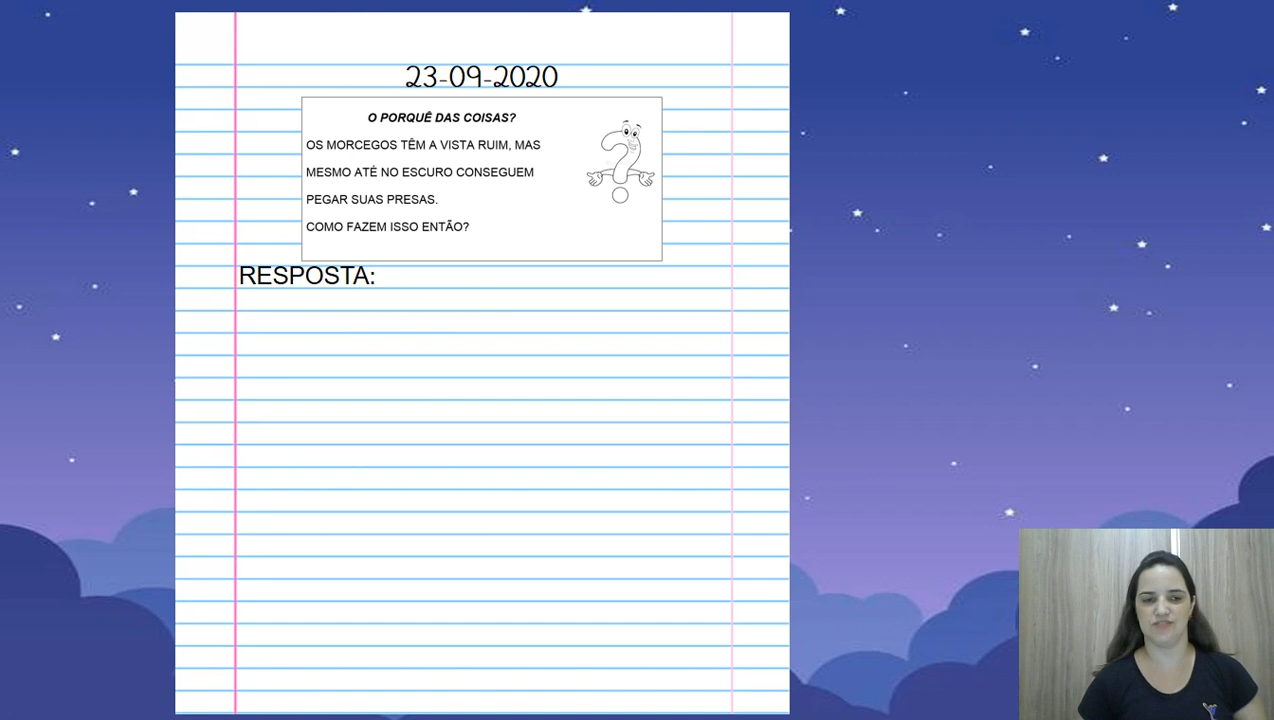 23-09-2020
O PORQUÊ DAS COISAS?
OS MORCEGOS TÊM A VISTA RUIM, MAS
MESMO ATÉ NO ESCURO CONSEGUEM
PEGAR SUAS PRESAS.
COMO FAZEM ISSO ENTÃO?
RESPOSTA: